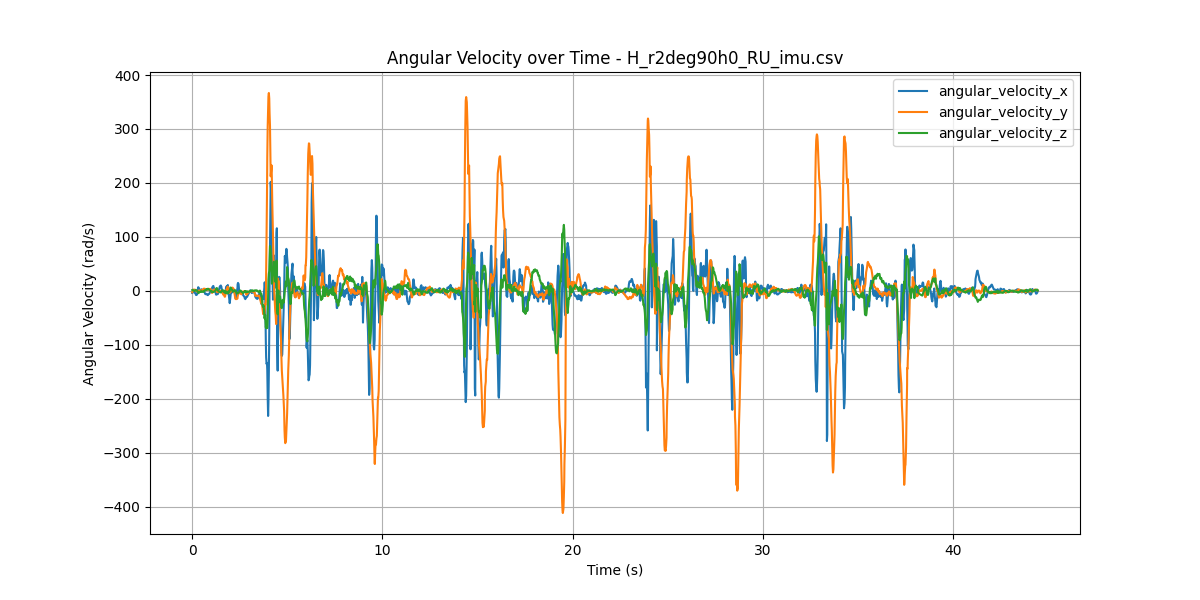 Angular Velocity over Time - H_r2deg90h0_RU_imu.csv
angular_velocity_x
angular_velocity_y
angular_velocity_z
Angular Velocity (rad/s)
400
300
200
100
0
−100
−200
−300
−400
0 10 20 30 40
Time (s)